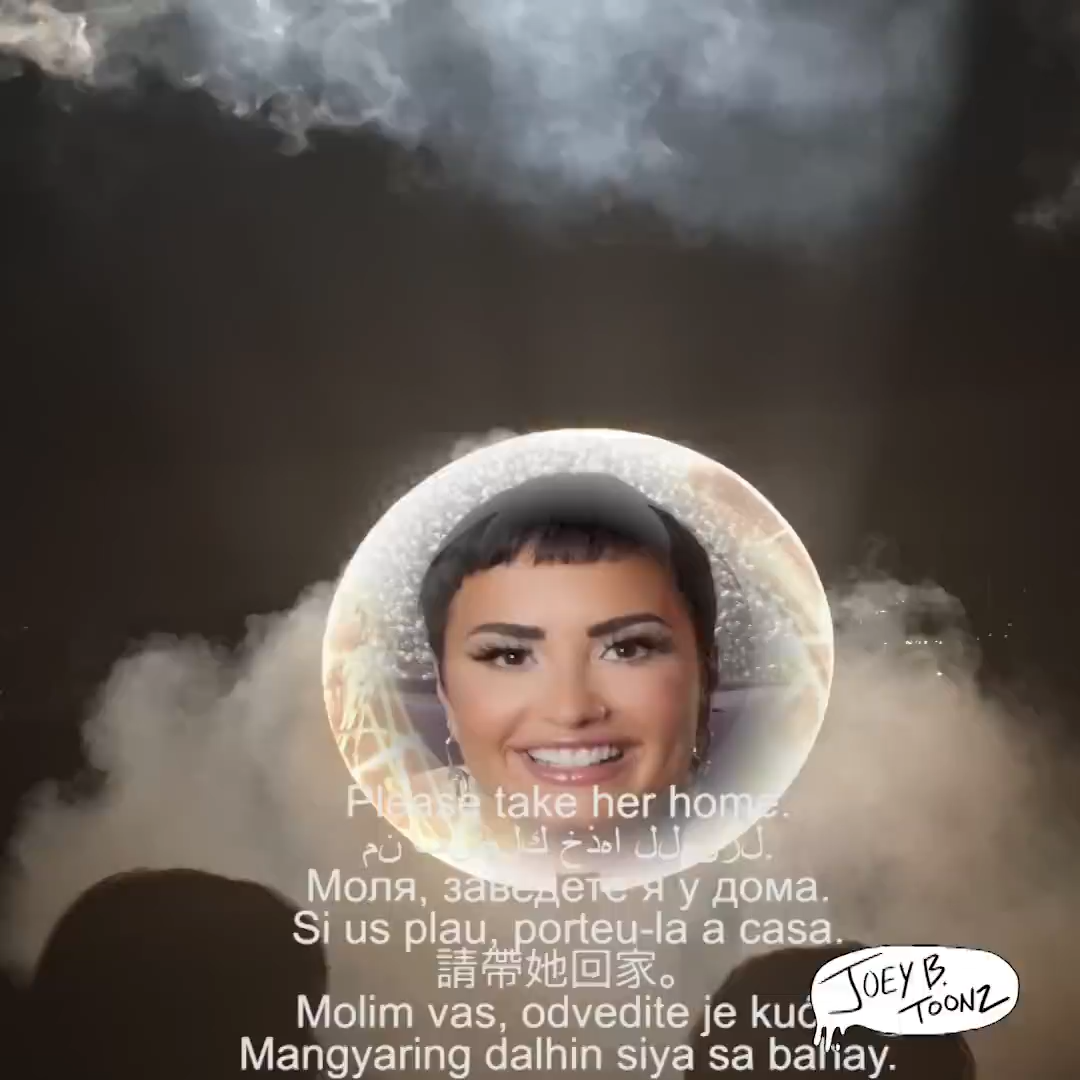 Please take her home.
Моля, заведете я у дома.
Si us plau, porteu-la a casa.
請帶她回家。
Molim vas, odvedite je
Mangyaring dalhin siya sa bahay.
JOEY B.
TOONZ